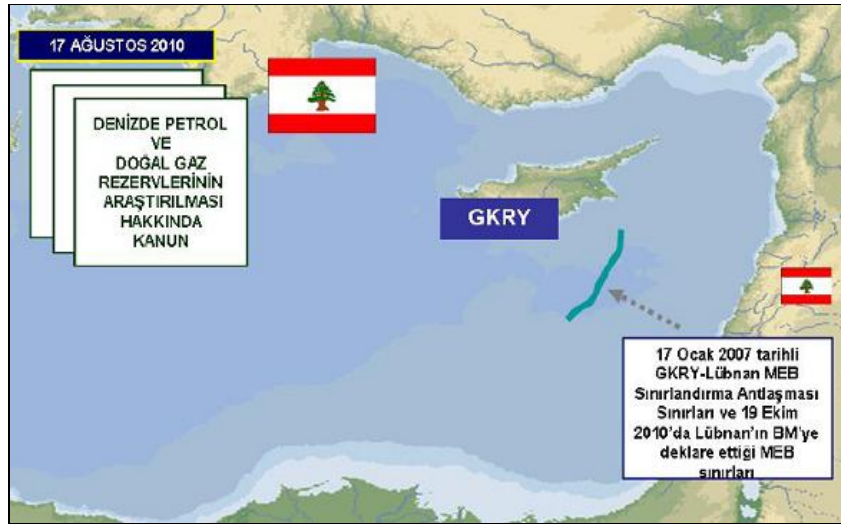 17 AĞUSTOS 2010
DENİZDE PETROL
VE
DOĞAL GAZ
REZERVLERİNİN
ARAŞTIRILMASI
HAKKINDA
KANUN
GKRY
17 Ocak 2007 tarihli
GKRY-Lübnan MEB
Sınırlandırma Antlaşması
Sınırları ve 19 Ekim
2010'da Lübnan'ın BM'ye
deklare ettiği MEB
sınırları